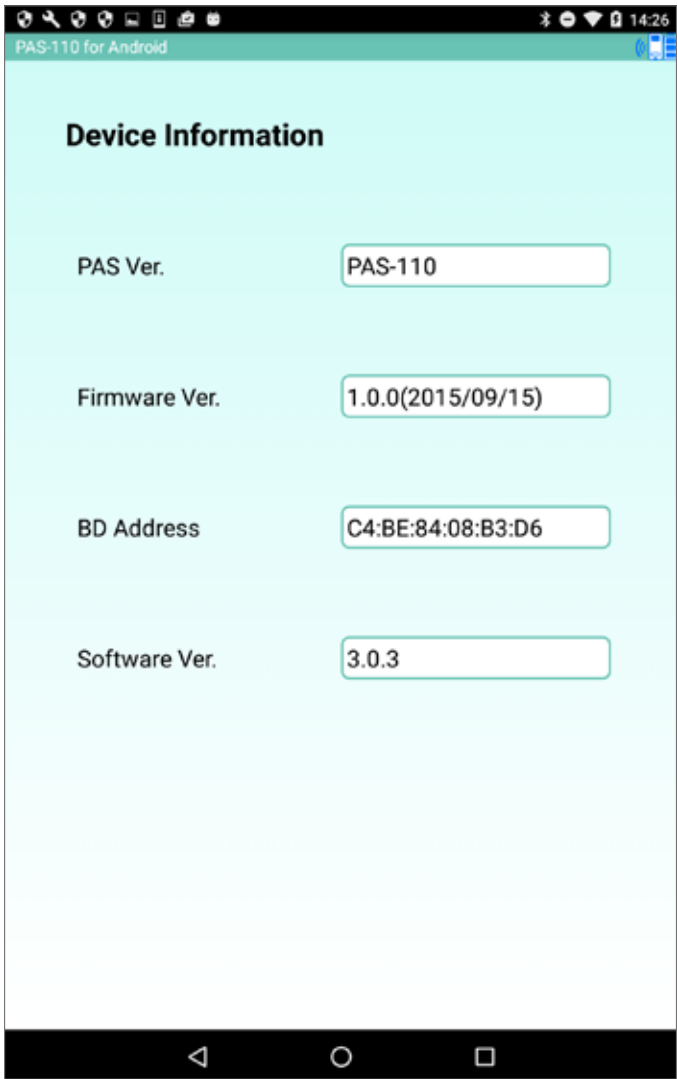 14:26
PAS-110 for Android
Device Information
PAS Ver. PAS-110
Firmware Ver. 1.0.0(2015/09/15)
BD Address C4:BE:84:08:B3:D6
Software Ver. 3.0.3